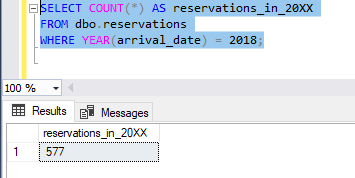 SELECT COUNT(*) AS reservations_in_20XX
FROM dbo.reservations
WHERE YEAR(arrival_date) = 2018;
100 %
Results Messages
reservations_in_20XX
1 577